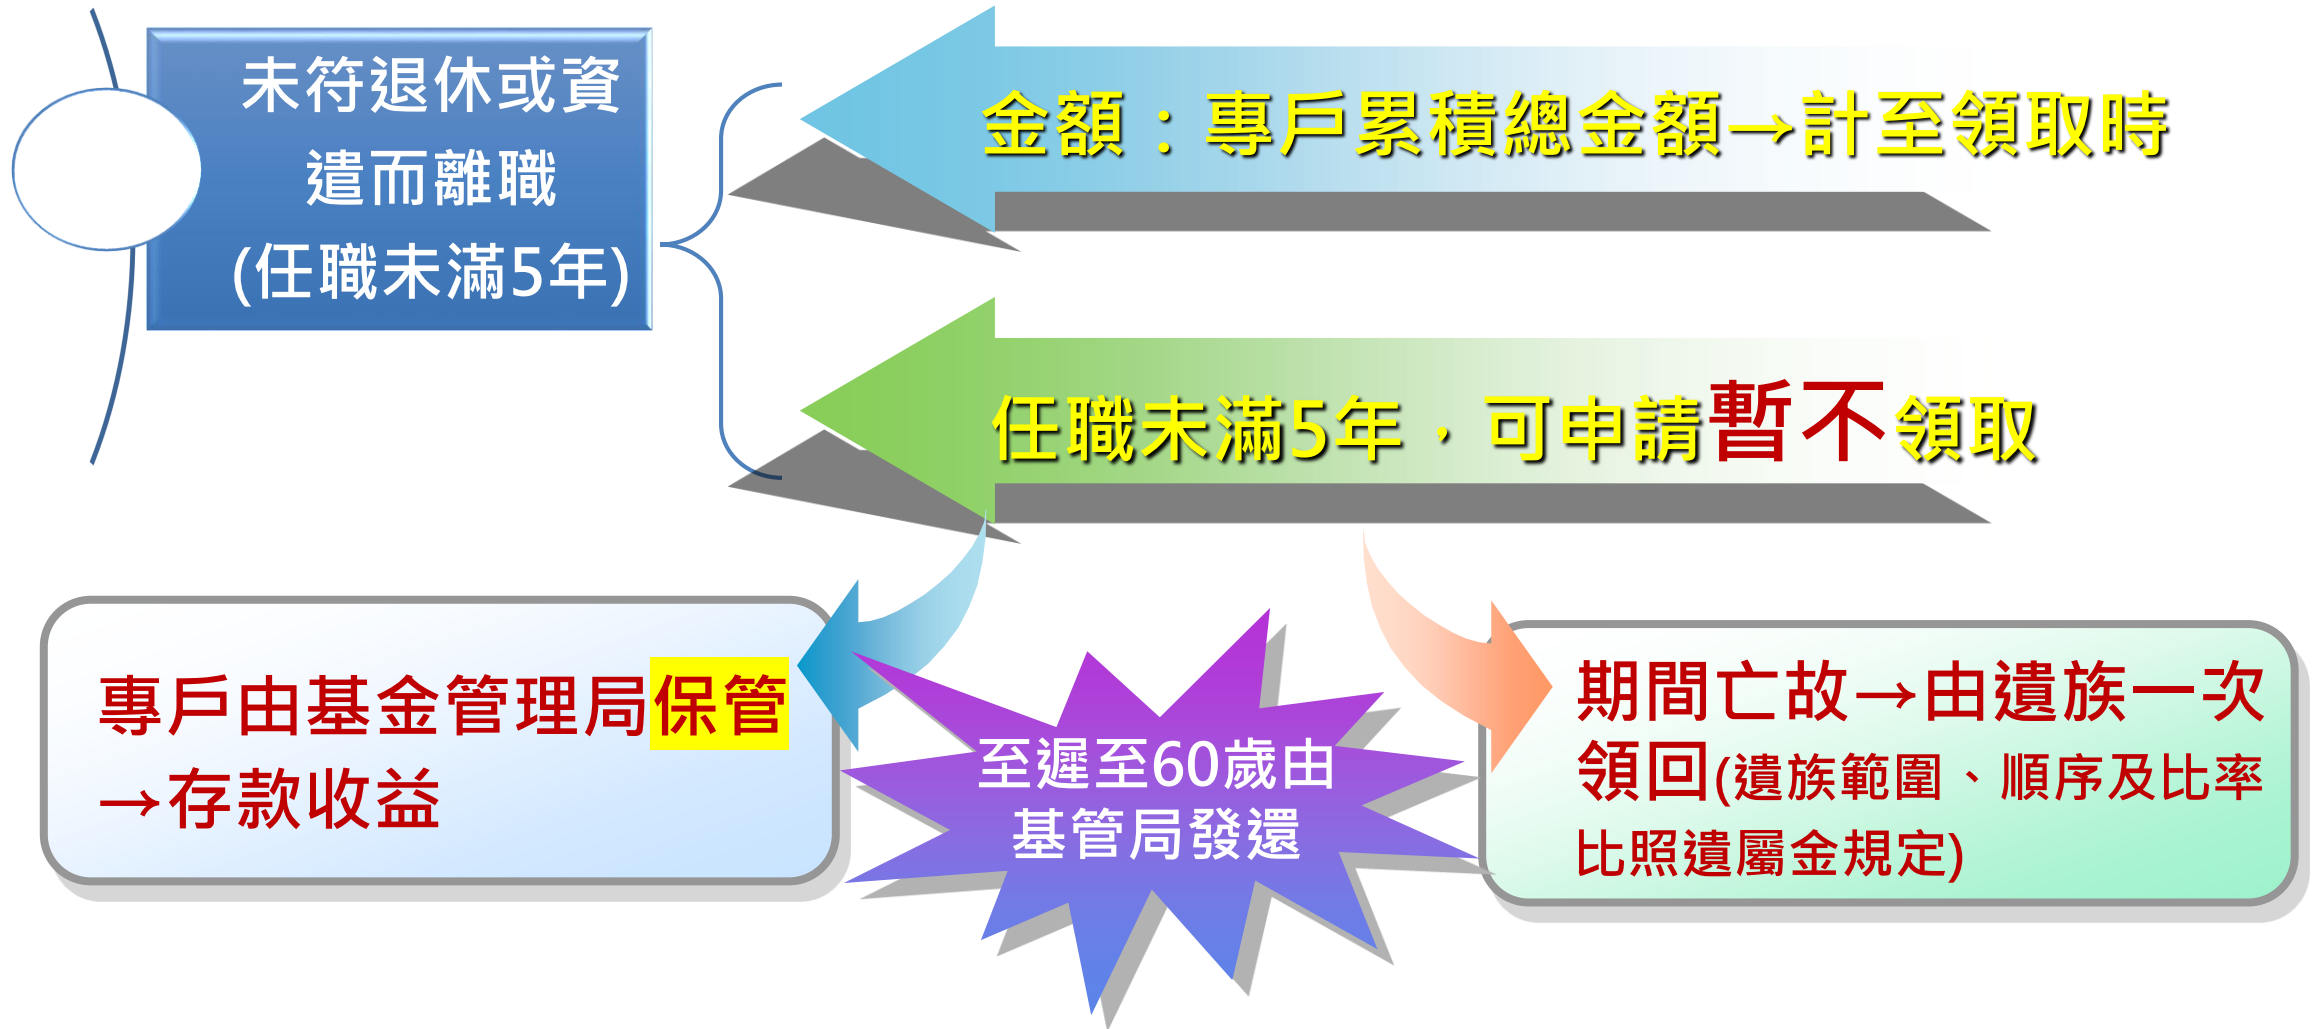 未符退休或資
遣而離職
(任職未滿5年)
金額：專戶累積總金額→計至領取時
任職未滿5年，可申請暫不領取
專戶由基金管理局保管
→存款收益
至遲至60歲由
基管局發還
期間亡故→由遺族一次
領回(遺族範圍、順序及比率
比照遺屬金規定)